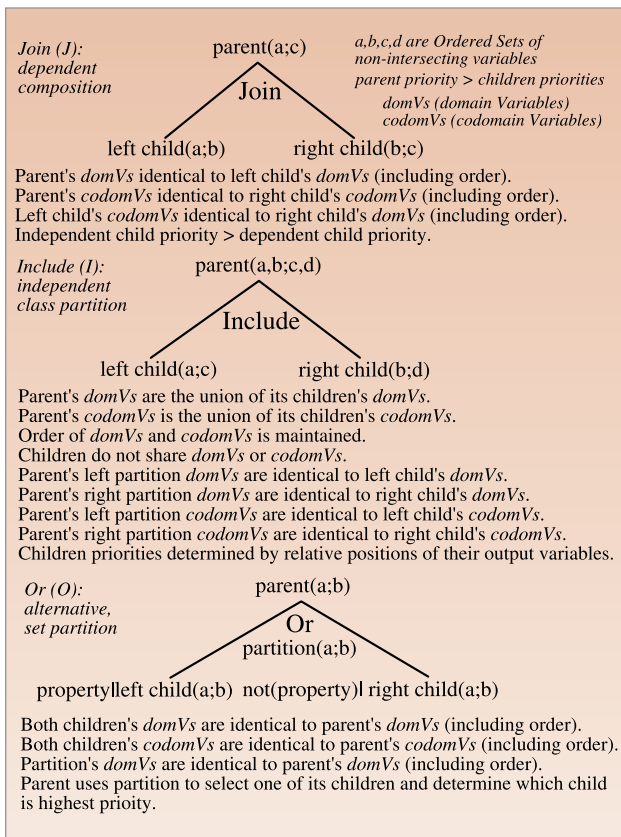 Join (J):
dependent
composition
parent(a;c)
a,b,c,d are Ordered Sets of
non-intersecting variables
parent priority > children priorities
domVs (domain Variables)
codomVs (codomain Variables)
Join
left child(a;b)
right child(b;c)
Parent's domVs identical to left child's domVs (including order).
Parent's codomVs identical to right child's codomVs (including order).
Left child's codomVs identical to right child's domVs (including order).
Independent child priority > dependent child priority.
Include (I):
independent
class partition
parent(a,b;c,d)
Include
left child(a;c)
right child(b;d)
Parent's domVs are the union of its children's domVs.
Parent's codomVs is the union of its children's codomVs.
Order of domVs and codomVs is maintained.
Children do not share domVs or codomVs.
Parent's left partition domVs are identical to left child's domVs.
Parent's right partition domVs are identical to right child's domVs.
Parent's left partition codomVs are identical to left child's codomVs.
Parent's right partition codomVs are identical to right child's codomVs.
Children priorities determined by relative positions of their output variables.
Or (O):
alternative,
set partition
parent(a;b)
Or
partition(a;b)
property|left child(a;b)
not(property)| right child(a;b)
Both children's domVs are identical to parent's domVs (including order).
Both children's codomVs are identical to parent's codomVs (including order).
Partition's domVs are identical to parent's domVs (including order).
Parent uses partition to select one of its children and determine which child
is highest prioity.